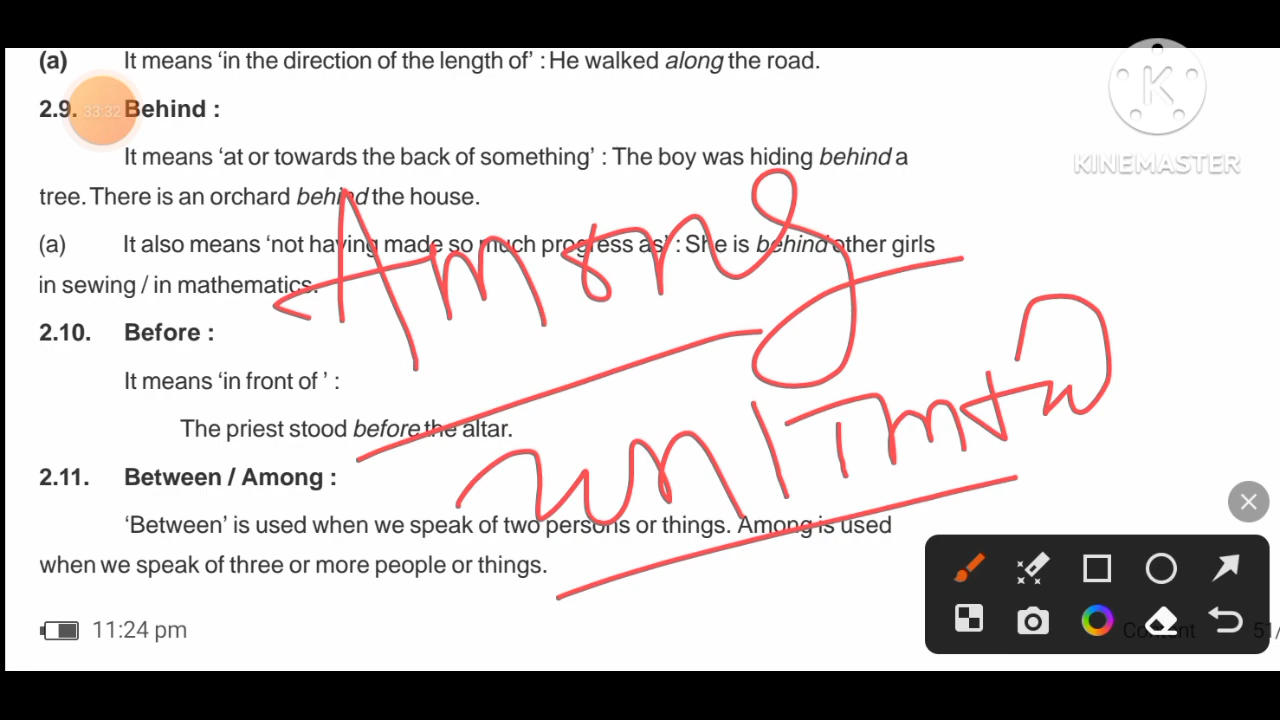 (a) It means ‘in the direction of the length of’ : He walked along the road.
KINEMASTER
33:32
2.9. Behind :
It means ‘at or towards the back of something’ : The boy was hiding behind a
tree. There is an orchard behind the house.
(a) It also means ‘not having made so much progress as’ : She is behind other girls
in sewing / in mathematics.
Among
2.10. Before :
It means ‘in front of ’ :
The priest stood before the altar.
2.11. Between / Among :
‘Between’ is used when we speak of two persons or things. Among is used
when we speak of three or more people or things.
11:24 pm
Content 51/